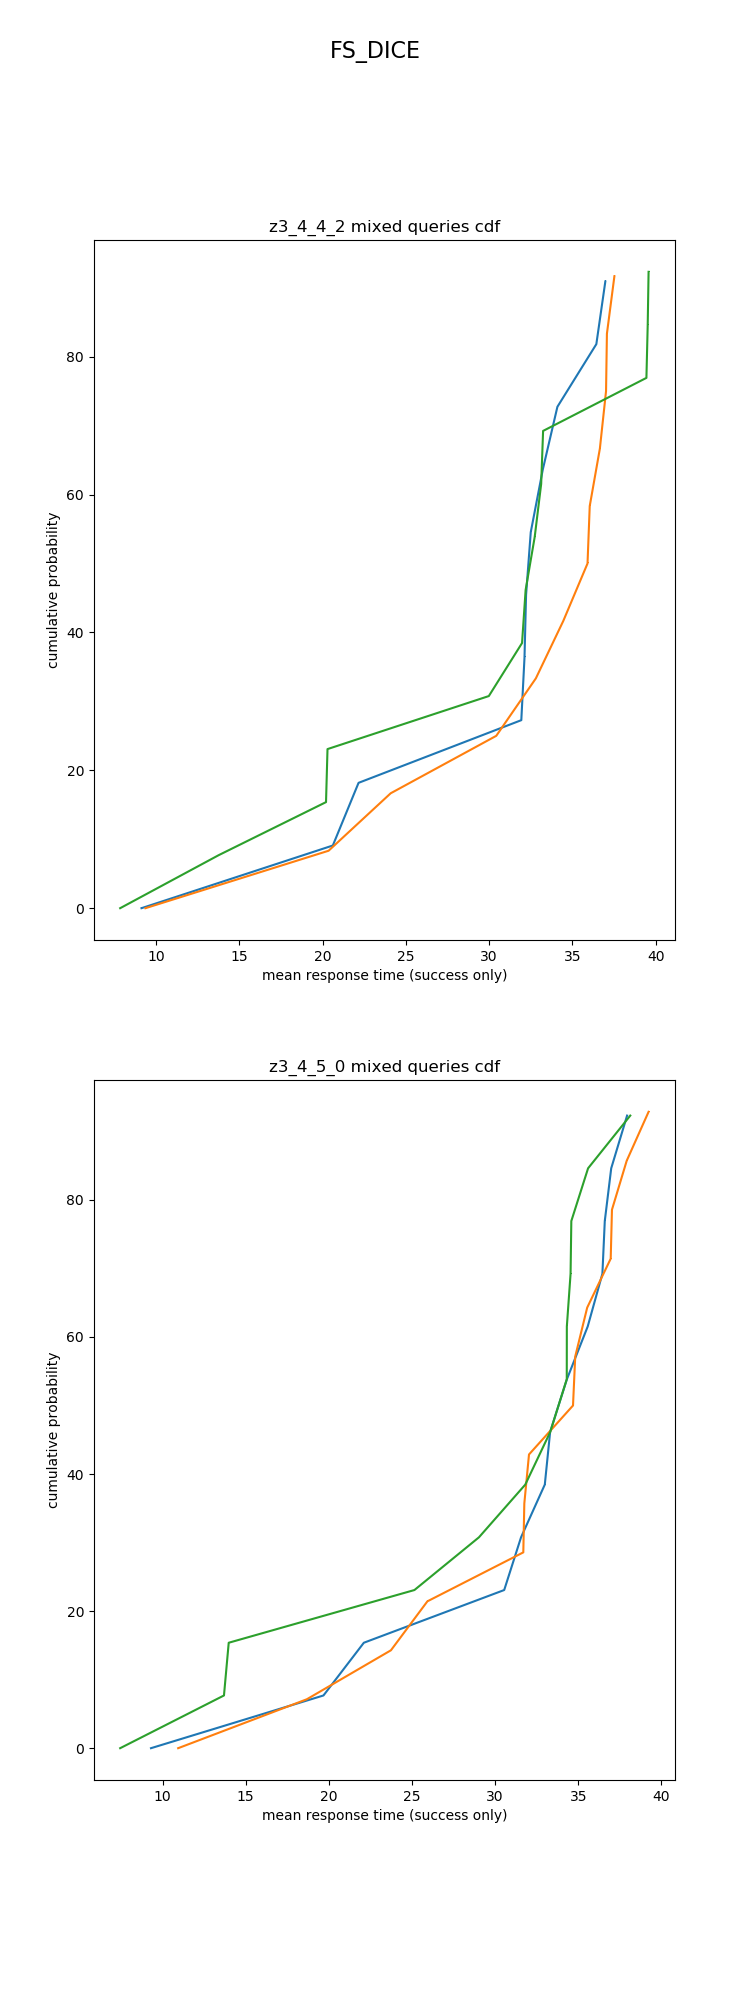 FS_DICE
z3_4_4_2 mixed queries cdf
cumulative probability
80
60
40
20
0
10 15 20 25 30 35 40
mean response time (success only)
z3_4_5_0 mixed queries cdf
cumulative probability
80
60
40
20
0
10 15 20 25 30 35 40
mean response time (success only)